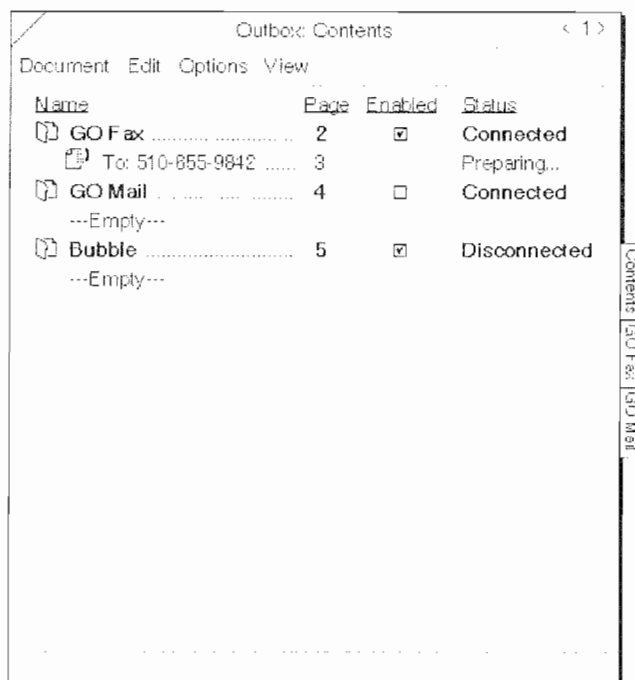 Outbox: Contents < 1 >
Document Edit Options View
Name Page Enabled Status
GO Fax 2 Connected
To: 510-655-9842 3 Preparing...
GO Mail 4 Connected
---Empty---
Bubble 5 Disconnected
---Empty---
Contents
GO Fax
GO Mail